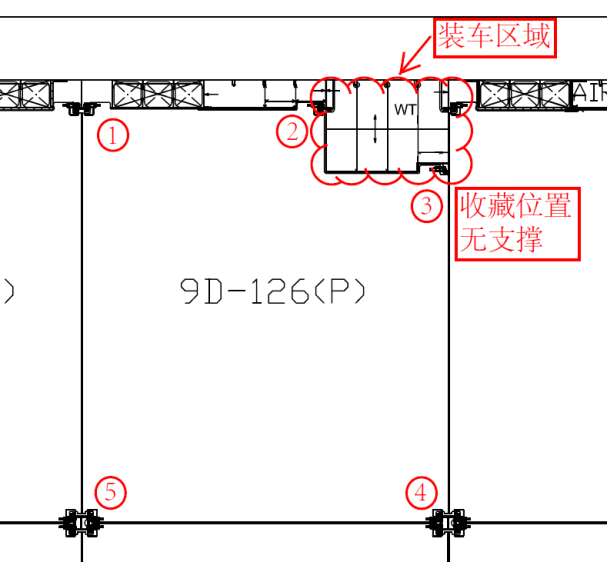 装车区域
AIR
WT
①
②
③
收藏位置
无支撑
)
9D-126(P)
⑤
④